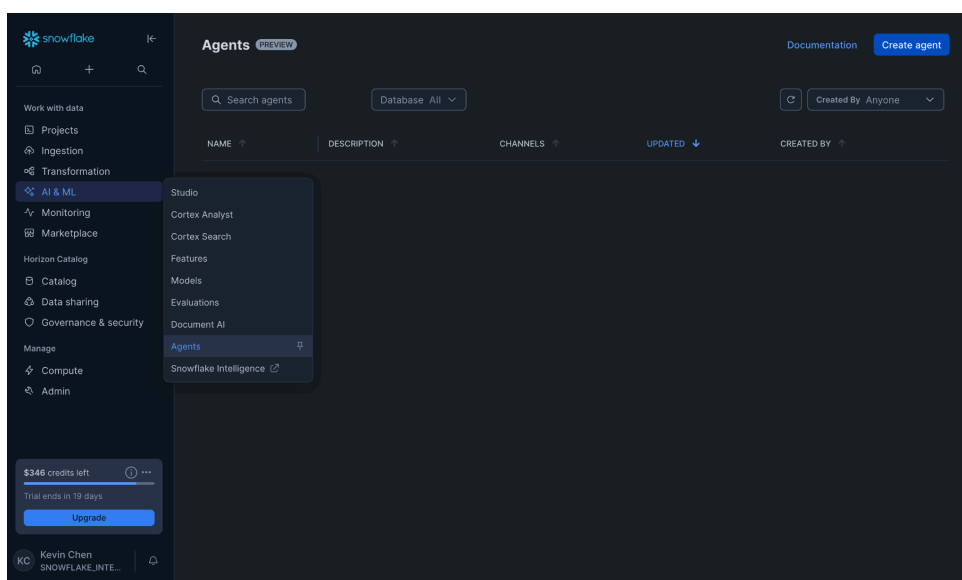 snowflake
Agents PREVIEW
Documentation
Create agent
Search agents
Database All
Created By Anyone
NAME
DESCRIPTION
CHANNELS
UPDATED
CREATED BY
Work with data
Projects
Ingestion
Transformation
AI & ML
Monitoring
Marketplace
Horizon Catalog
Catalog
Data sharing
Governance & security
Manage
Compute
Admin
Studio
Cortex Analyst
Cortex Search
Features
Models
Evaluations
Document AI
Agents
Snowflake Intelligence
$346 credits left
Trial ends in 19 days
Upgrade
KC
Kevin Chen
SNOWFLAKE_INTE...